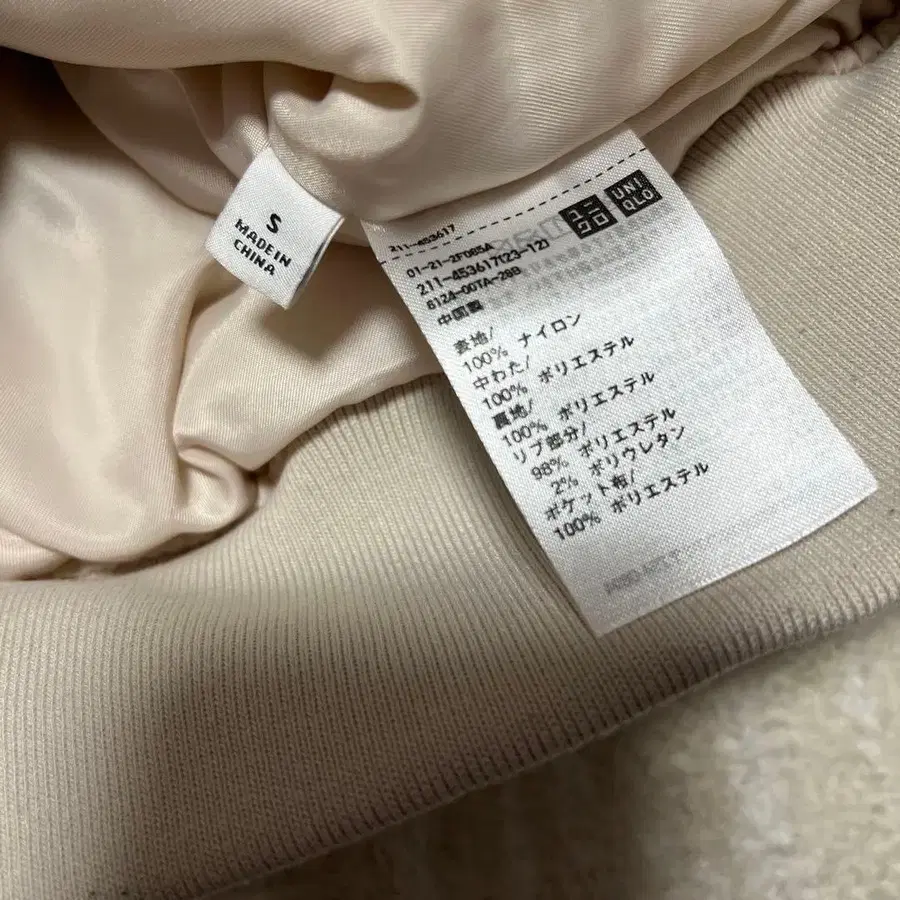 S
MADE IN
CHINA
211-453617
ユニ
クロ
UNI
QLO
01-21-2F085A
211-453617(23-12)
6124-00TA-28B
中国製
表地/
100% ナイロン
中わた/
100% ポリエステル
裏地/
100% ポリエステル
リブ部分/
98% ポリエステル
2% ポリウレタン
ポケット布/
100% ポリエステル